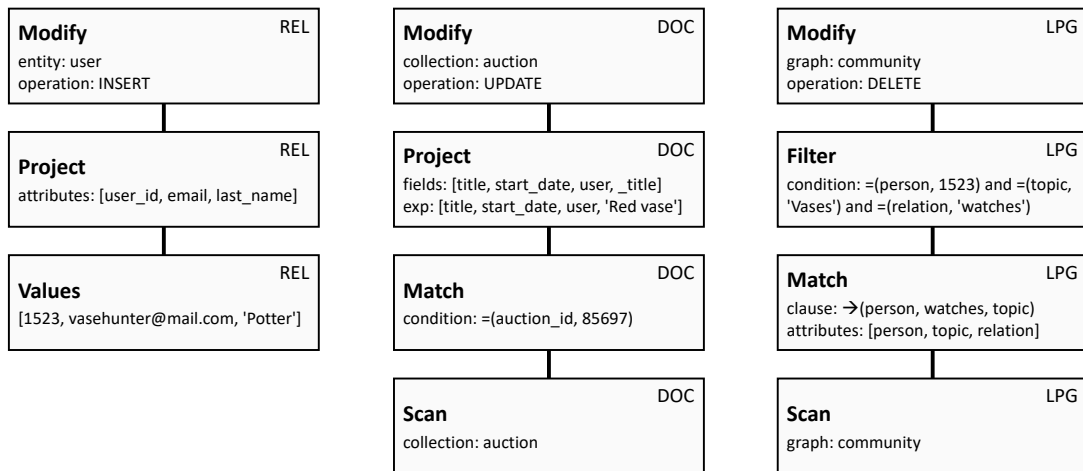 Modify REL
entity: user
operation: INSERT
Project REL
attributes: [user_id, email, last_name]
Values REL
[1523, vasehunter@mail.com, 'Potter']
Modify DOC
collection: auction
operation: UPDATE
Project DOC
fields: [title, start_date, user, _title]
exp: [title, start_date, user, 'Red vase']
Match DOC
condition: =(auction_id, 85697)
Scan DOC
collection: auction
Modify LPG
graph: community
operation: DELETE
Filter LPG
condition: =(person, 1523) and =(topic,
'Vases') and =(relation, 'watches')
Match LPG
clause: →(person, watches, topic)
attributes: [person, topic, relation]
Scan LPG
graph: community